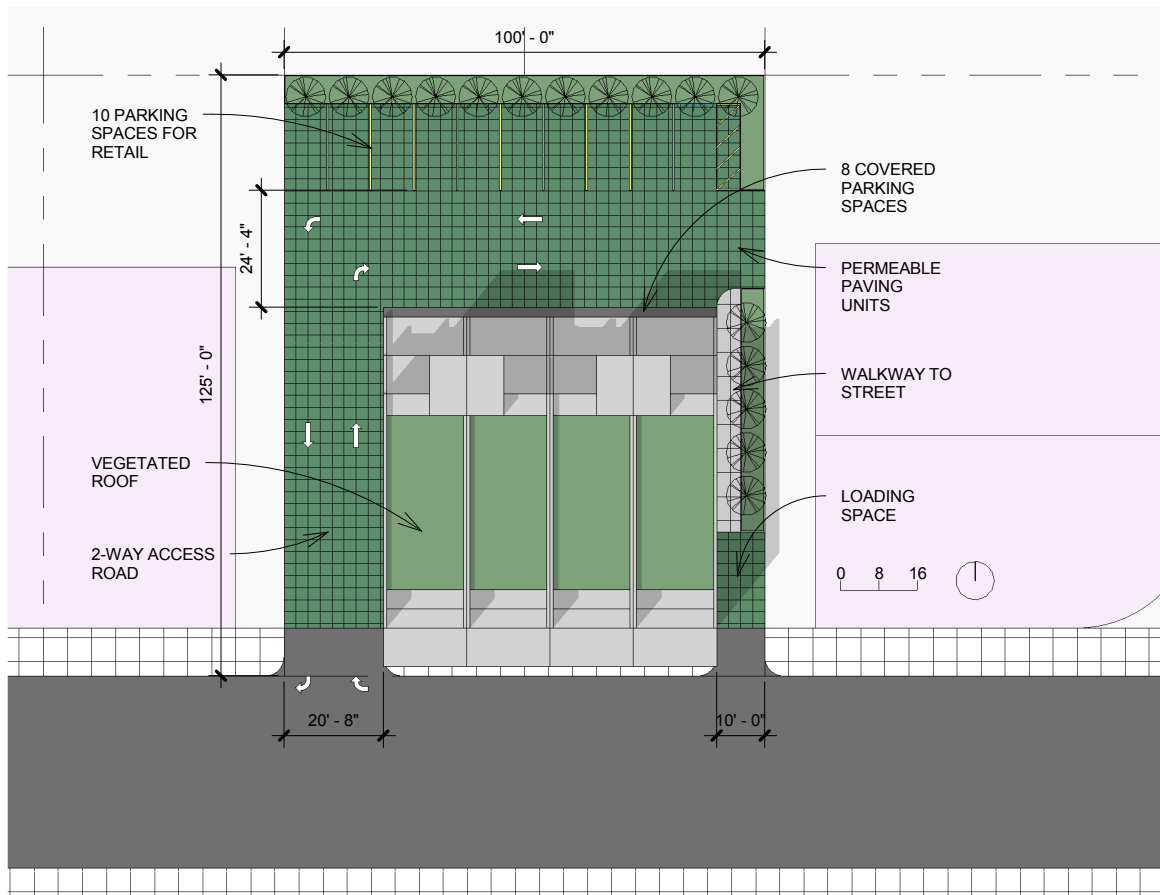 100' - 0"
10 PARKING
SPACES FOR
RETAIL
8 COVERED
PARKING
SPACES
24' - 4"
PERMEABLE
PAVING
UNITS
125' - 0"
WALKWAY TO
STREET
VEGETATED
ROOF
LOADING
SPACE
2-WAY ACCESS
ROAD
0 8 16
20' - 8"
10' - 0"